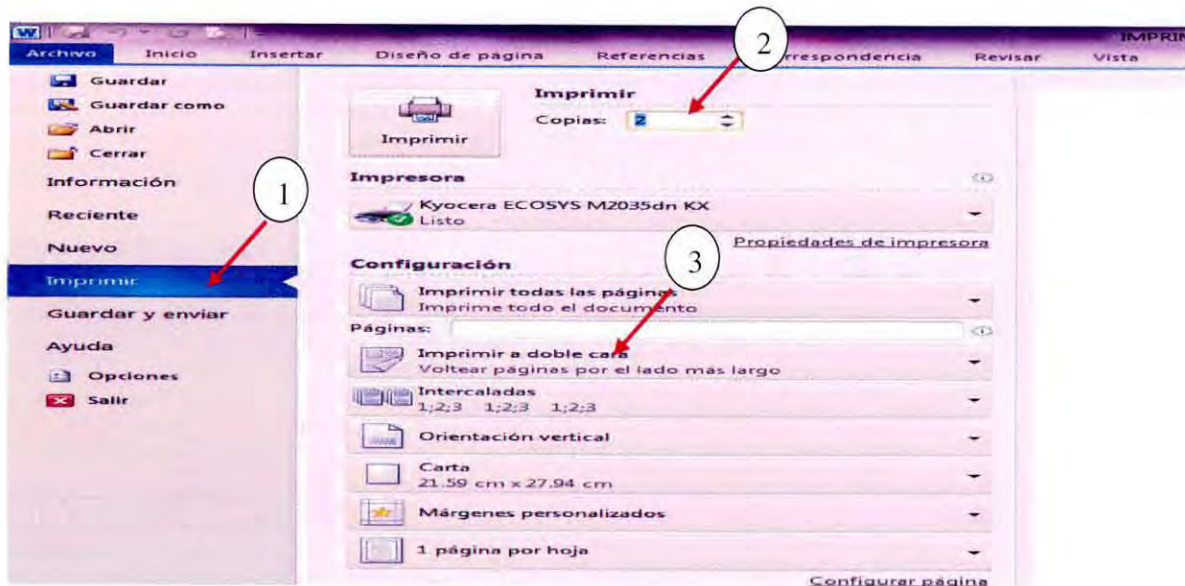 IMPRIN
Archivo Inicio Insertar Diseño de página Referencias rrespondencia Revisar Vista
Guardar
Guardar como
Abrir
Cerrar
Información
Reciente
Nuevo
Imprimir
Guardar y enviar
Ayuda
Opciones
Salir
1
2
3
Imprimir
Imprimir
Copias: 2
Impresora
Kyocera ECOSYS M2035dn KX
Listo
Propiedades de impresora
Configuración
Imprimir todas las páginas
Imprime todo el documento
Páginas:
Imprimir a doble cara
Voltear páginas por el lado más largo
Intercaladas
1;2;3 1;2;3 1;2;3
Orientación vertical
Carta
21.59 cm x 27.94 cm
Márgenes personalizados
1 página por hoja
Configurar página